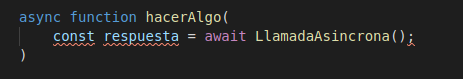 async function hacerAlgo(
    const respuesta = await LlamadaAsincrona();
)